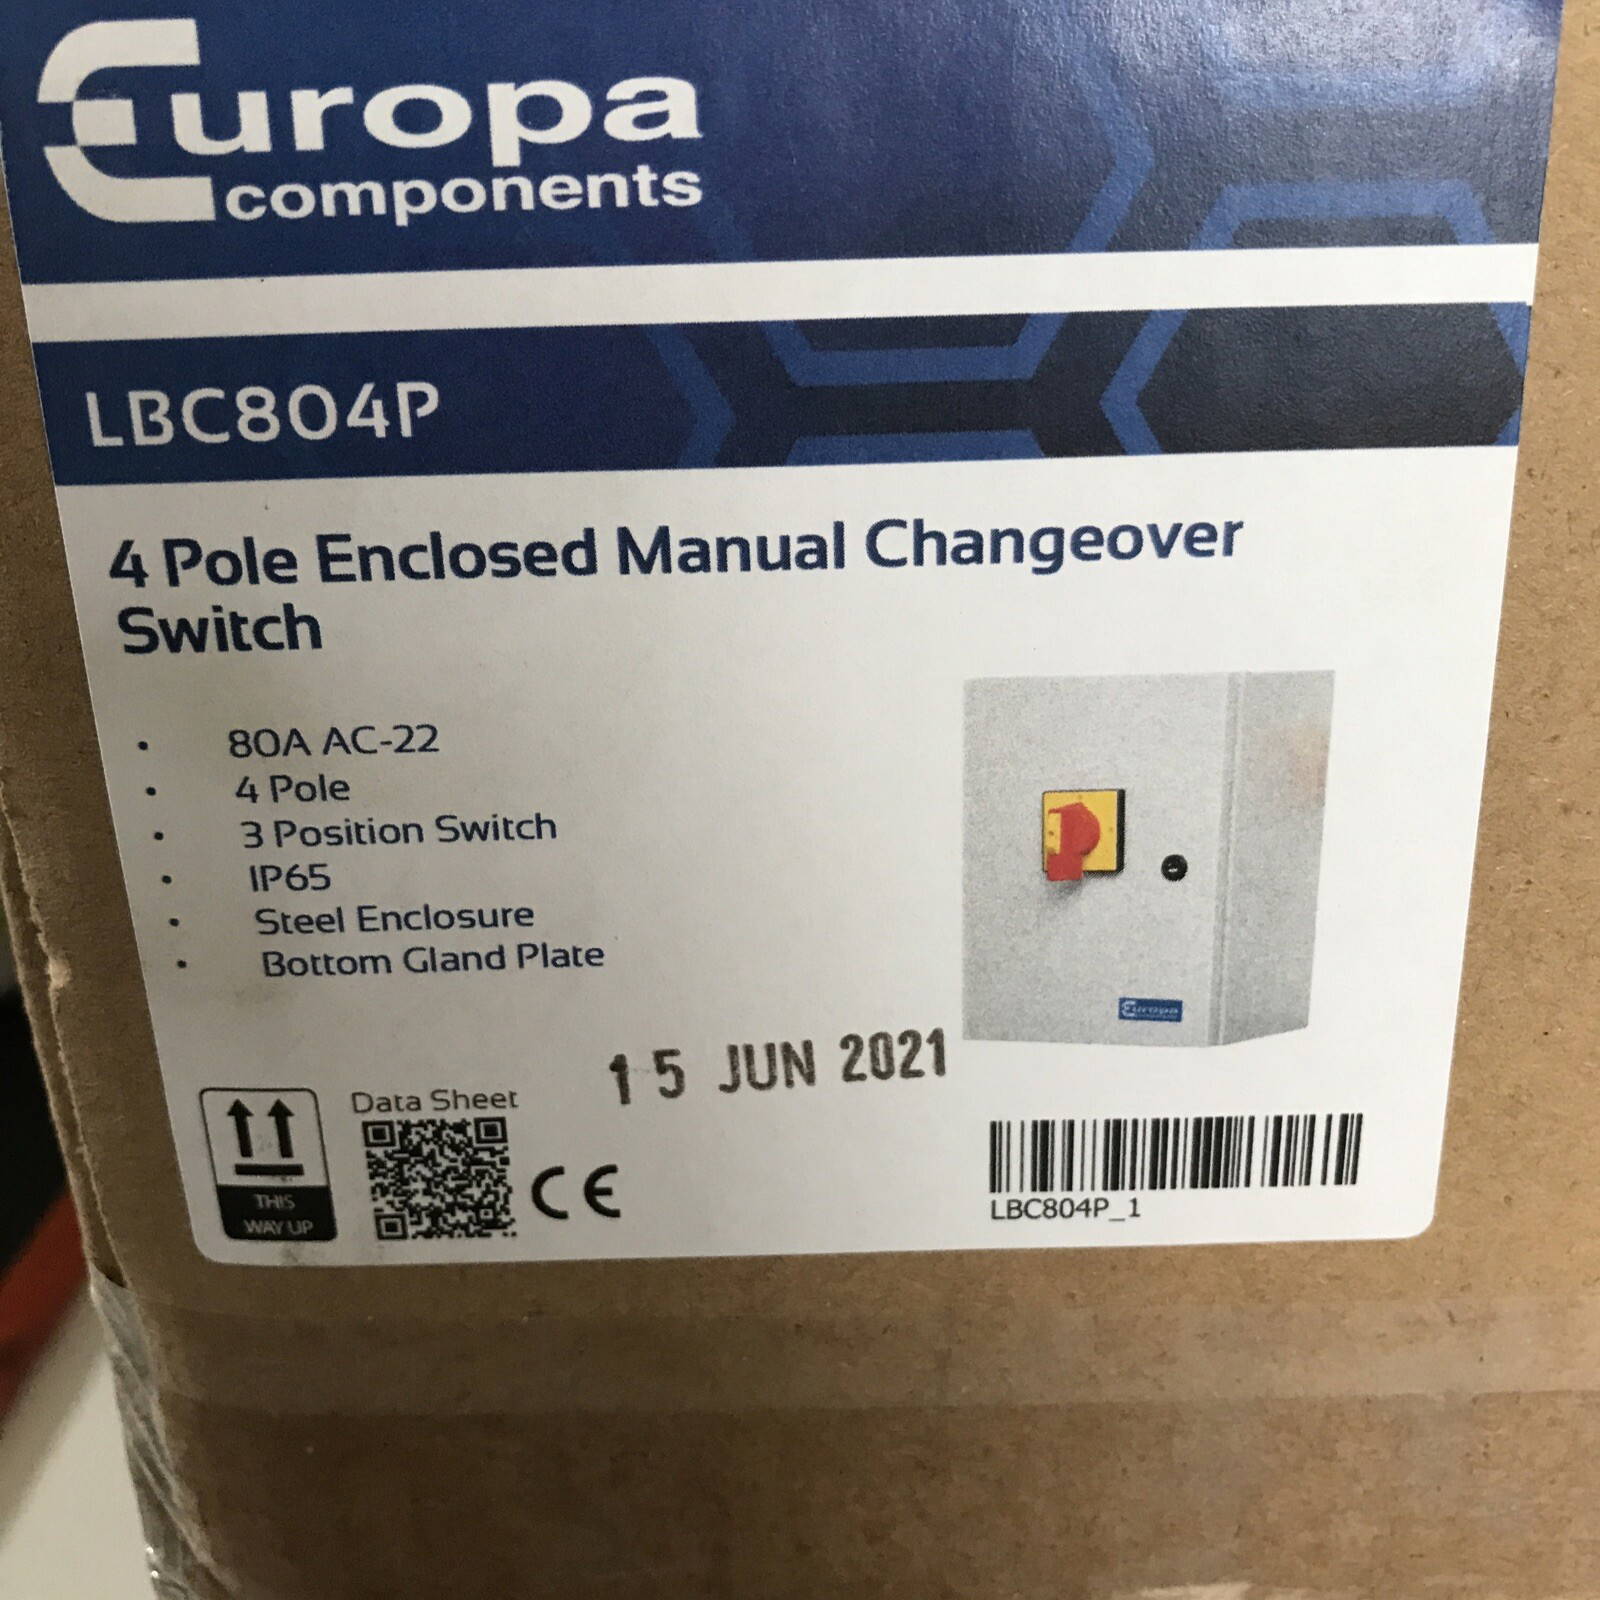 Europa
components
LBC804P
4 Pole Enclosed Manual Changeover
Switch
• 80A AC-22
• 4 Pole
• 3 Position Switch
• IP65
• Steel Enclosure
• Bottom Gland Plate
Europa
15 JUN 2021
Data Sheet
THIS
WAY UP
CE
LBC804P_1